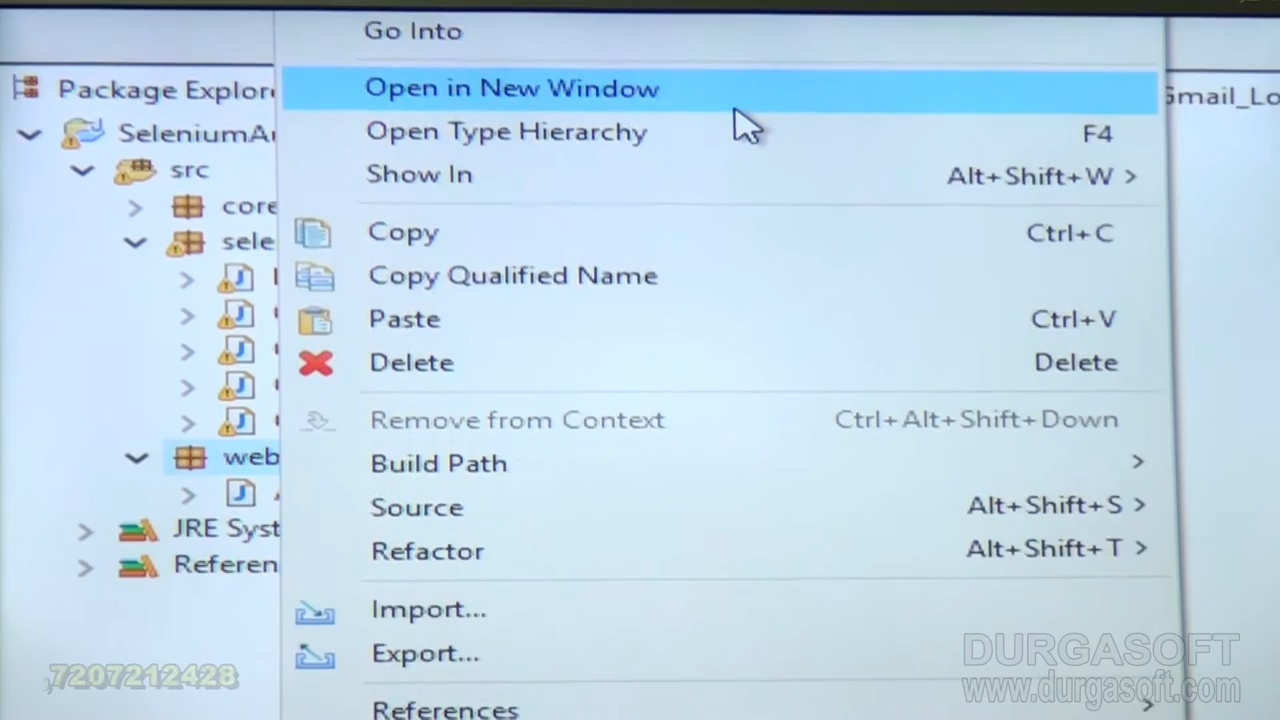 Go Into
Package Explor
Open in New Window
Gmail_Lo
SeleniumAu
Open Type Hierarchy F4
src
Show In Alt+Shift+W >
core
Copy Ctrl+C
sele
Copy Qualified Name
Paste Ctrl+V
Delete Delete
Remove from Context Ctrl+Alt+Shift+Down
web
Build Path >
Source Alt+Shift+S >
JRE Syst
Refactor Alt+Shift+T >
Referen
Import...
Export...
References >
7207212428
DURGASOFT
www.durgasoft.com